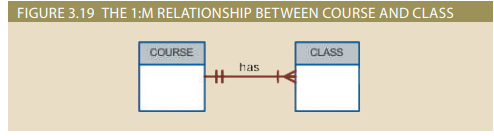 FIGURE 3.19 THE 1:M RELATIONSHIP BETWEEN COURSE AND CLASS
COURSE
CLASS
has